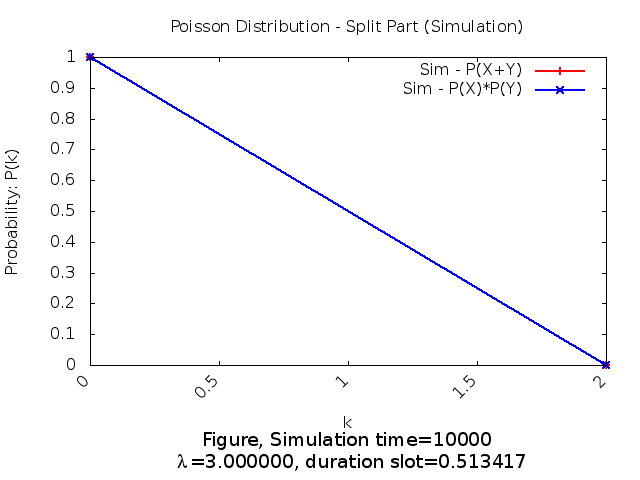 Poisson Distribution - Split Part (Simulation)
Sim - P(X+Y)
Sim - P(X)*P(Y)
Probability: P(k)
1
0.9
0.8
0.7
0.6
0.5
0.4
0.3
0.2
0.1
0
0
0.5
1
1.5
2
k
Figure, Simulation time=10000
λ=3.000000, duration slot=0.513417